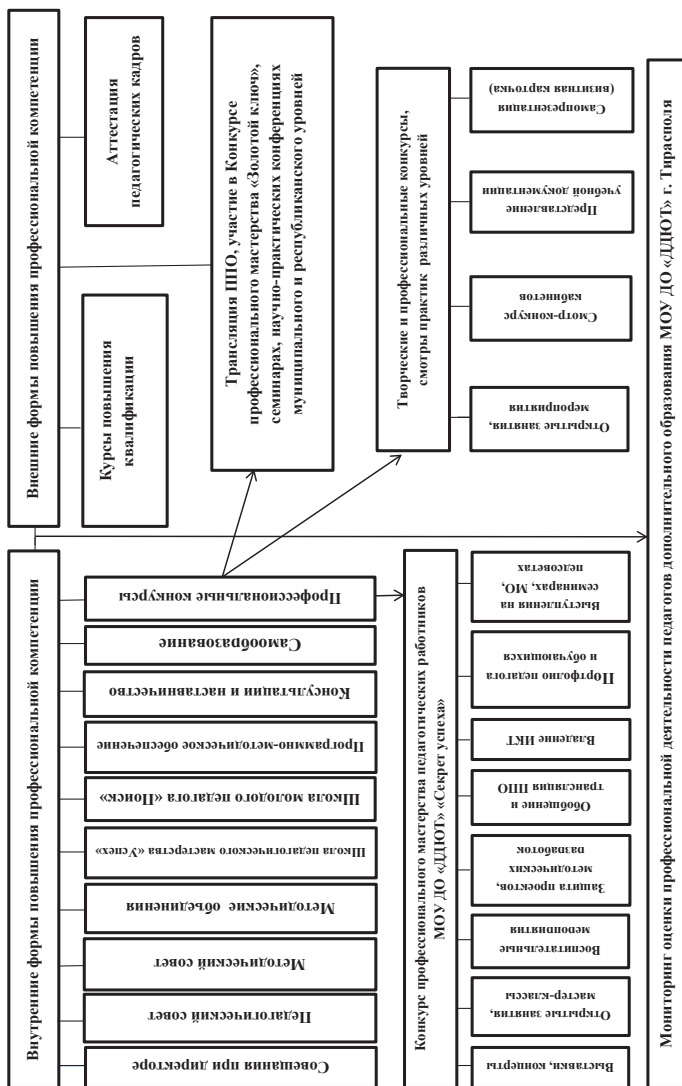 Внутренние формы повышения профессиональной компетенции
Совещания при директоре
Педагогический совет
Методический совет
Методические объединения
Школа педагогического мастерства «Успех»
Школа молодого педагога «Поиск»
Программно-методическое обеспечение
Консультации и наставничество
Самообразование
Профессиональные конкурсы
Внешние формы повышения профессиональной компетенции
Курсы повышения
квалификации
Аттестация
педагогических кадров
Трансляция ППО, участие в Конкурсе
профессионального мастерства «Золотой ключ»,
семинарах, научно-практических конференциях
муниципального и республиканского уровней
Конкурс профессионального мастерства педагогических работников
МОУ ДО «ДДЮТ» «Секрет успеха»
Выставки, концерты
Открытые занятия,
мастер-классы
Воспитательные
мероприятия
Защита проектов,
методических
разработок
Обобщение и
трансляция ППО
Владение ИКТ
Портфолио педагога
и обучающихся
Выступления на
семинарах, МО,
педсоветах
Творческие и профессиональные конкурсы,
смотры практик различных уровней
Открытые занятия,
мероприятия
Смотр-конкурс
кабинетов
Представление
учебной документации
Самопрезентация
(визитная карточка)
Мониторинг оценки профессиональной деятельности педагогов дополнительного образования МОУ ДО «ДДЮТ» г. Тирасполя